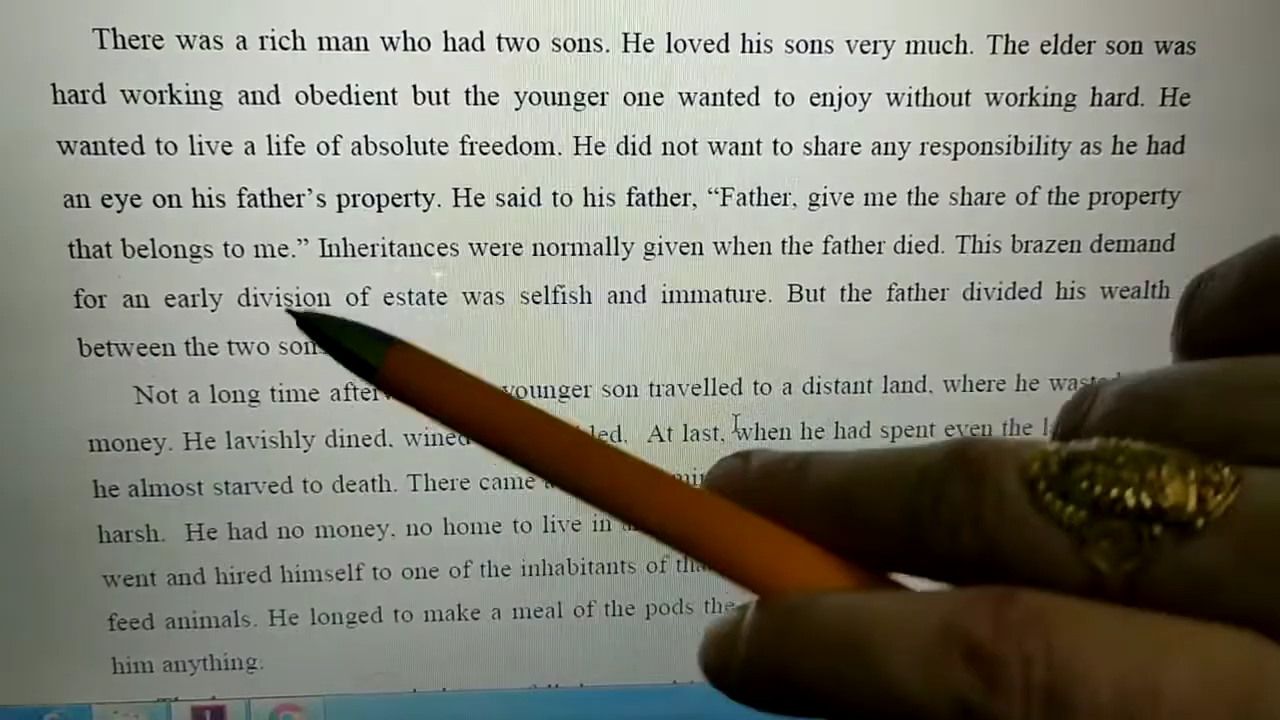 There was a rich man who had two sons. He loved his sons very much. The elder son was
hard working and obedient but the younger one wanted to enjoy without working hard. He
wanted to live a life of absolute freedom. He did not want to share any responsibility as he had
an eye on his father’s property. He said to his father, “Father, give me the share of the property
that belongs to me.” Inheritances were normally given when the father died. This brazen demand
for an early division of estate was selfish and immature. But the father divided his wealth
between the two
Not a long time younger son travelled to a distant land, where he
money. He lavishly dined, wined At last, when he had spent even the
he almost starved to death. There came
harsh. He had no money, no home to live in
went and hired himself to one of the inhabitants of
feed animals. He longed to make a meal of the pods
him anything.